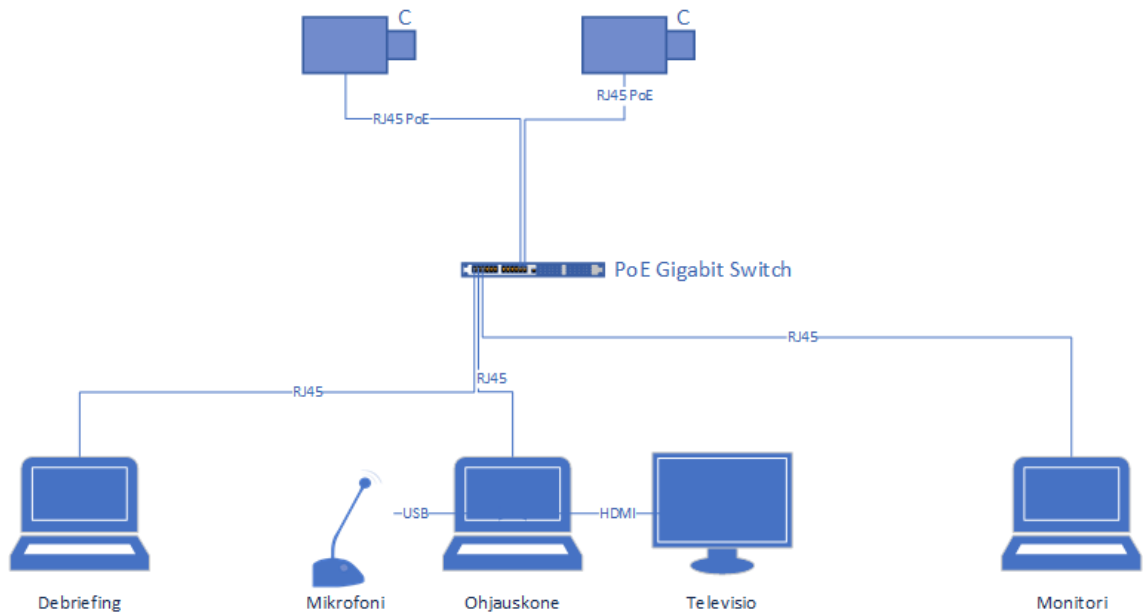 C
C
RJ45 PoE
RJ45 PoE
PoE Gigabit Switch
RJ45
RJ45
RJ45
USB
HDMI
Debriefing
Mikrofoni
Ohjauskone
Televisio
Monitori